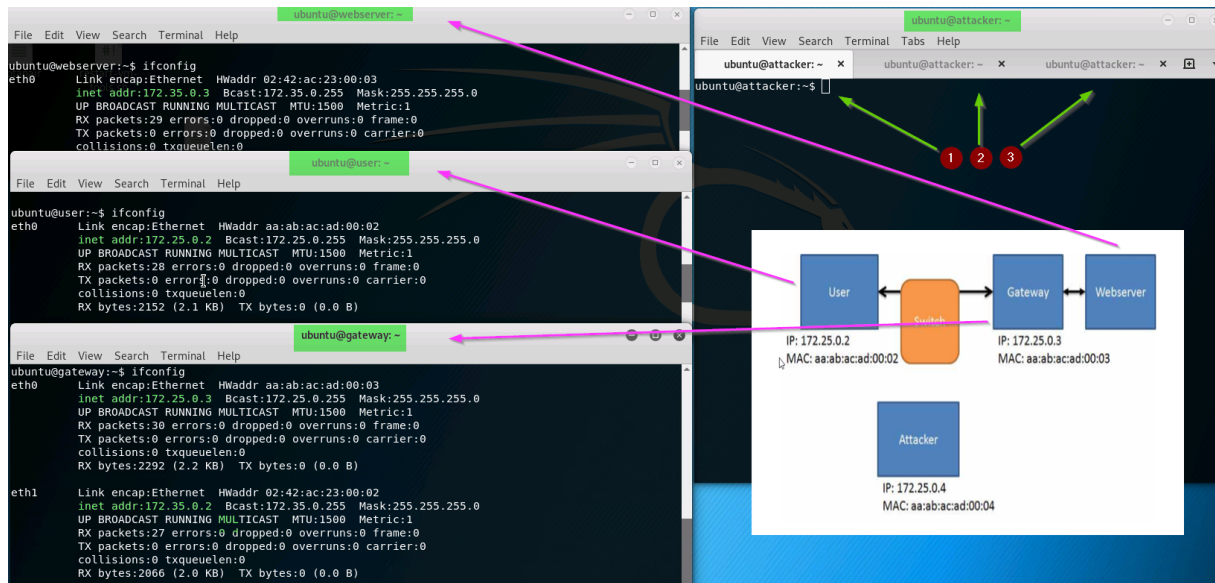 ubuntu@webserver: ~
File Edit View Search Terminal Help
ubuntu@webserver:~$ ifconfig
eth0 Link encap:Ethernet HWaddr 02:42:ac:23:00:03
inet addr:172.35.0.3 Bcast:172.35.0.255 Mask:255.255.255.0
UP BROADCAST RUNNING MULTICAST MTU:1500 Metric:1
RX packets:29 errors:0 dropped:0 overruns:0 frame:0
TX packets:0 errors:0 dropped:0 overruns:0 carrier:0
collisions:0 txqueuelen:0
ubuntu@user: ~
File Edit View Search Terminal Help
ubuntu@user:~$ ifconfig
eth0 Link encap:Ethernet HWaddr aa:ab:ac:ad:00:02
inet addr:172.25.0.2 Bcast:172.25.0.255 Mask:255.255.255.0
UP BROADCAST RUNNING MULTICAST MTU:1500 Metric:1
RX packets:28 errors:0 dropped:0 overruns:0 frame:0
TX packets:0 errors:0 dropped:0 overruns:0 carrier:0
collisions:0 txqueuelen:0
RX bytes:2152 (2.1 KB) TX bytes:0 (0.0 B)
ubuntu@gateway: ~
File Edit View Search Terminal Help
ubuntu@gateway:~$ ifconfig
eth0 Link encap:Ethernet HWaddr aa:ab:ac:ad:00:03
inet addr:172.25.0.3 Bcast:172.25.0.255 Mask:255.255.255.0
UP BROADCAST RUNNING MULTICAST MTU:1500 Metric:1
RX packets:30 errors:0 dropped:0 overruns:0 frame:0
TX packets:0 errors:0 dropped:0 overruns:0 carrier:0
collisions:0 txqueuelen:0
RX bytes:2292 (2.2 KB) TX bytes:0 (0.0 B)
eth1 Link encap:Ethernet HWaddr 02:42:ac:23:00:02
inet addr:172.35.0.2 Bcast:172.35.0.255 Mask:255.255.255.0
UP BROADCAST RUNNING MULTICAST MTU:1500 Metric:1
RX packets:27 errors:0 dropped:0 overruns:0 frame:0
TX packets:0 errors:0 dropped:0 overruns:0 carrier:0
collisions:0 txqueuelen:0
RX bytes:2066 (2.0 KB) TX bytes:0 (0.0 B)
ubuntu@attacker: ~
File Edit View Search Terminal Tabs Help
ubuntu@attacker: ~ ubuntu@attacker: ~ ubuntu@attacker: ~
ubuntu@attacker:~$
1 2 3
User Switch Gateway Webserver
IP: 172.25.0.2 IP: 172.25.0.3
MAC: aa:ab:ac:ad:00:02 MAC: aa:ab:ac:ad:00:03
Attacker
IP: 172.25.0.4
MAC: aa:ab:ac:ad:00:04